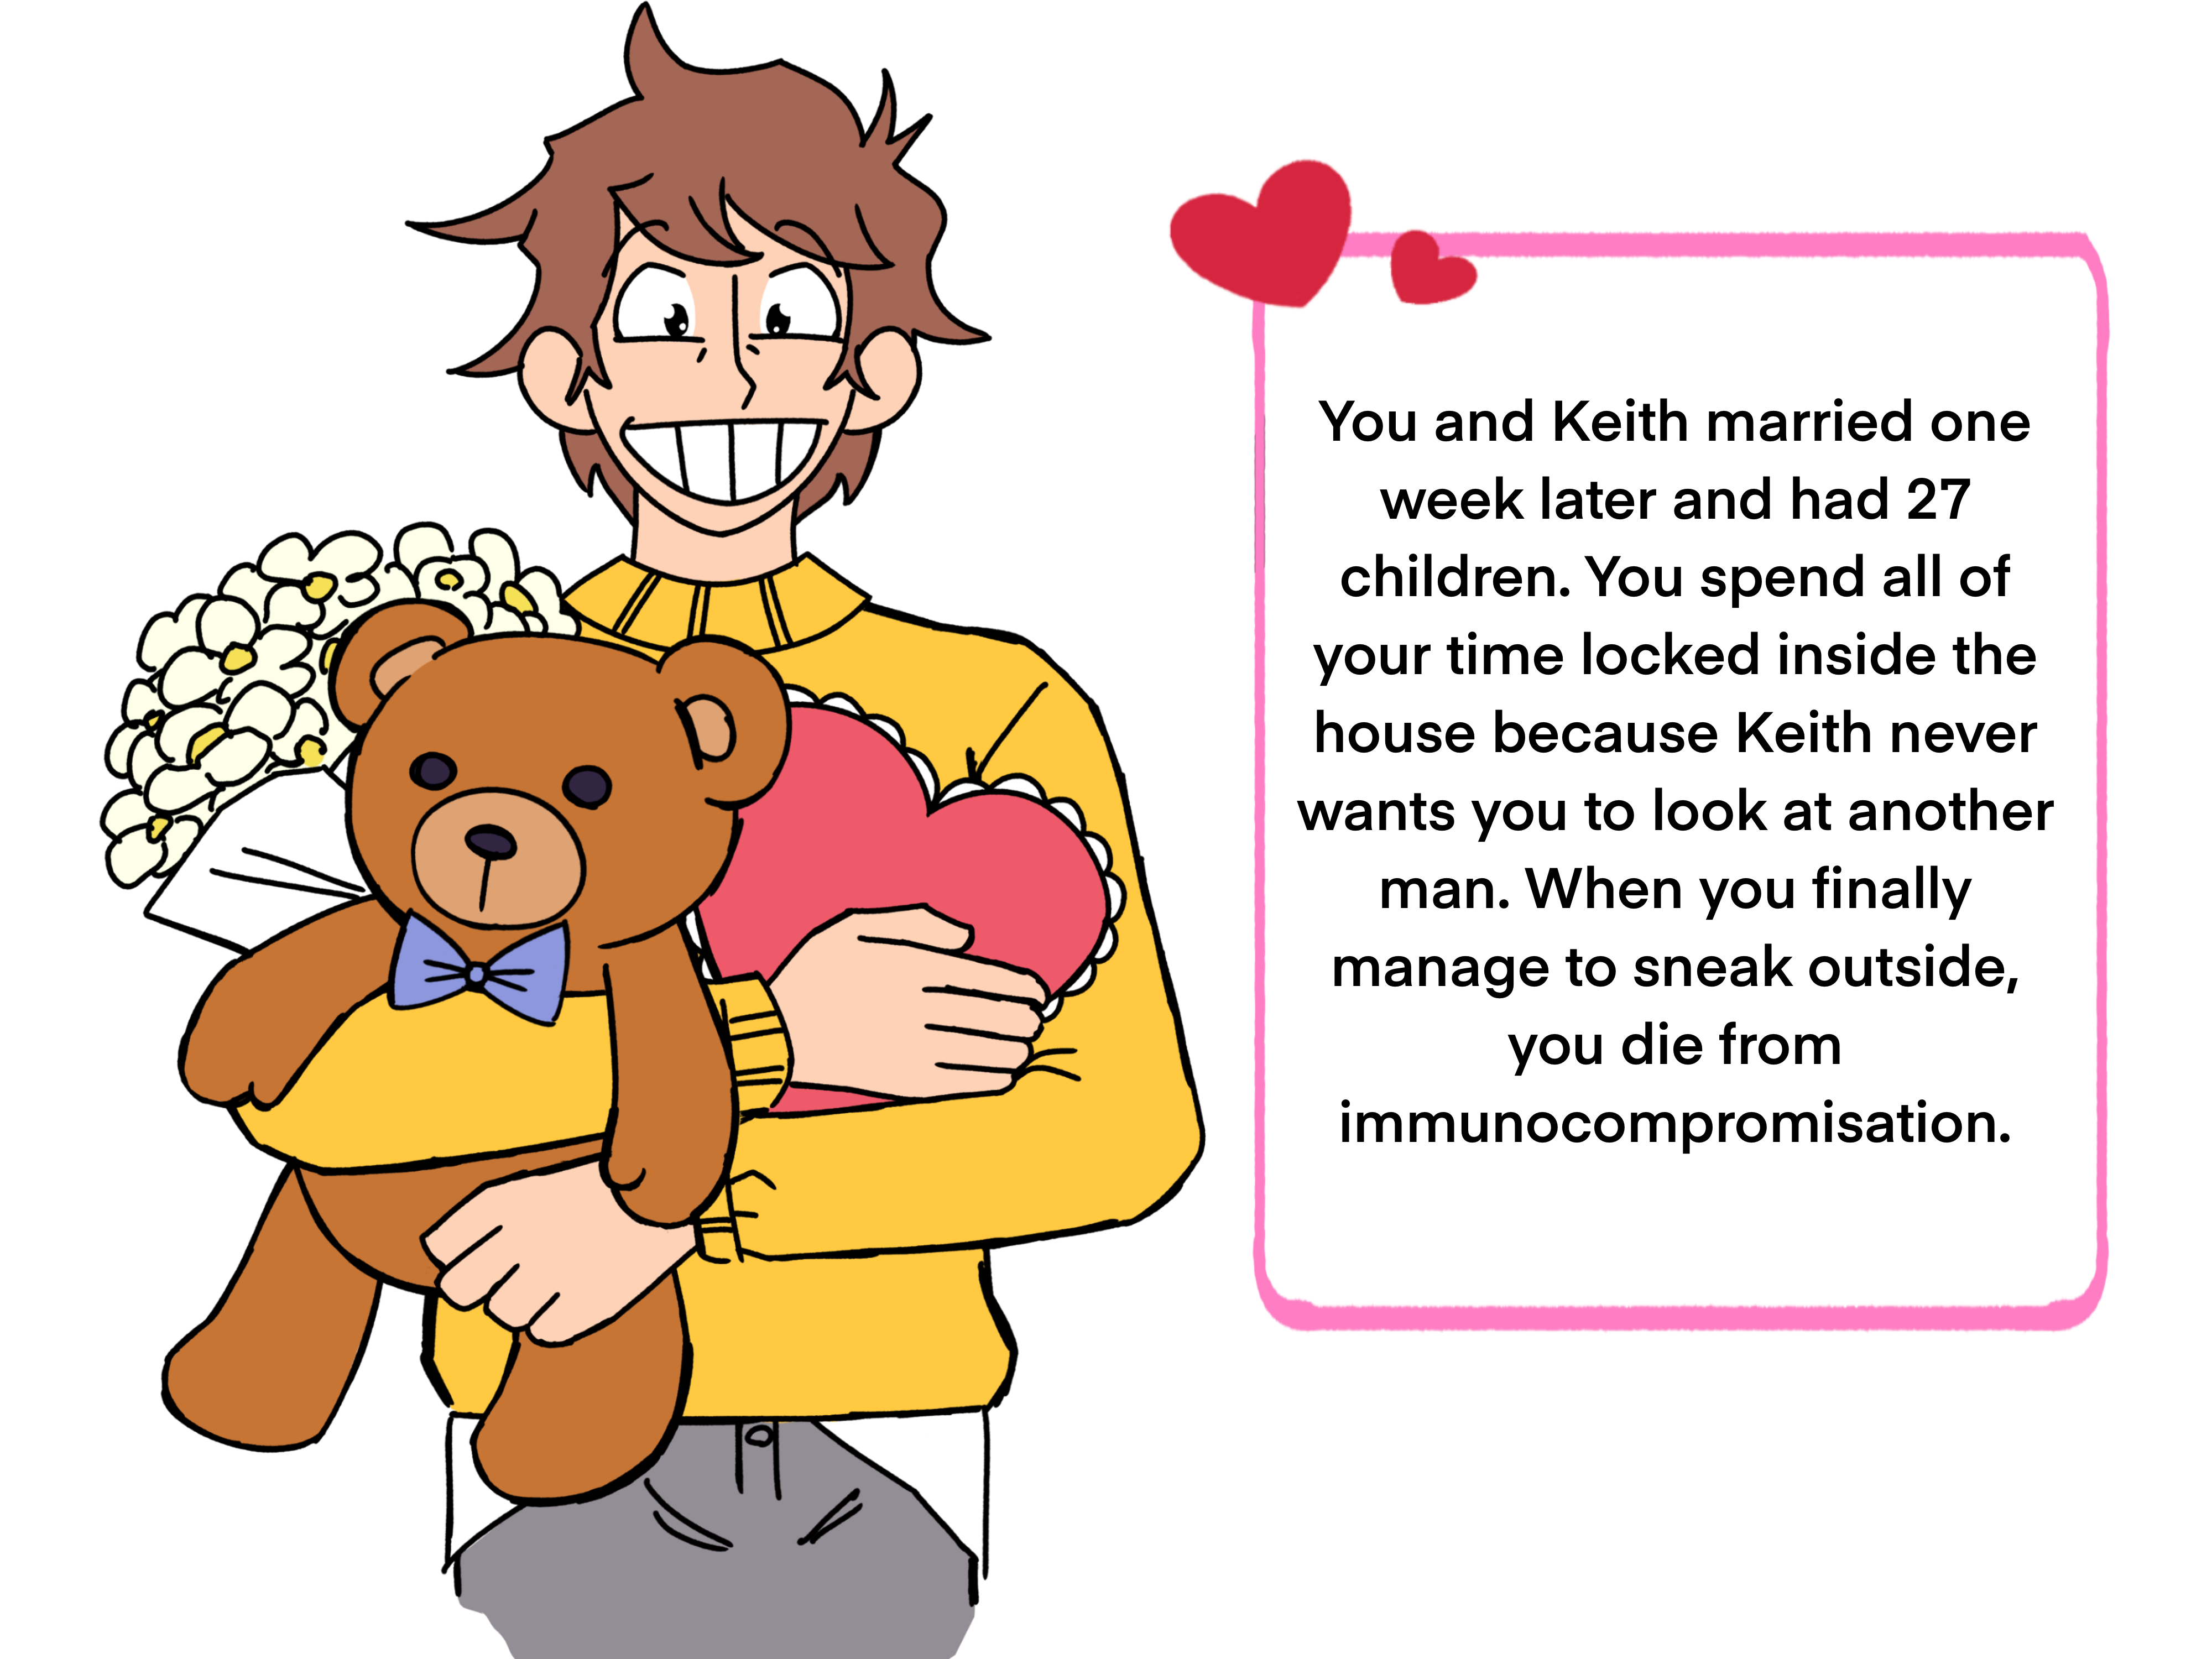 You and Keith married one
week later and had 27
children. You spend all of
your time locked inside the
house because Keith never
wants you to look at another
man. When you finally
manage to sneak outside,
you die from
immunocompromisation.